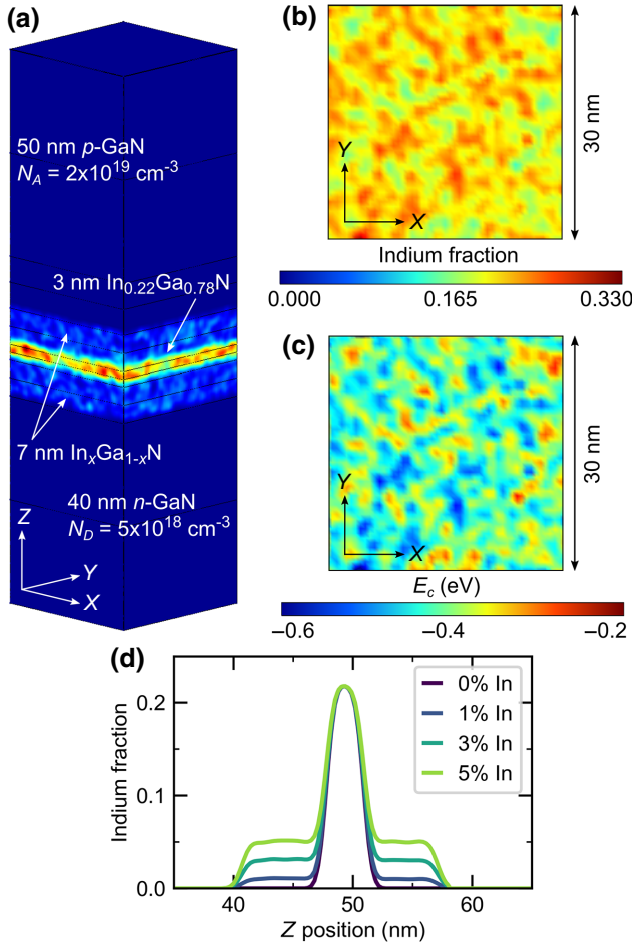 (a)
50 nm p-GaN
N_A = 2x10^19 cm^-3
3 nm In_0.22Ga_0.78N
7 nm In_xGa_1-xN
40 nm n-GaN
N_D = 5x10^18 cm^-3
Z
Y
X
(b)
Y
X
30 nm
Indium fraction
0.000 0.165 0.330
(c)
Y
X
30 nm
E_c (eV)
−0.6 −0.4 −0.2
(d)
Indium fraction
0.2
0.1
0.0
0% In
1% In
3% In
5% In
40 50 60
Z position (nm)